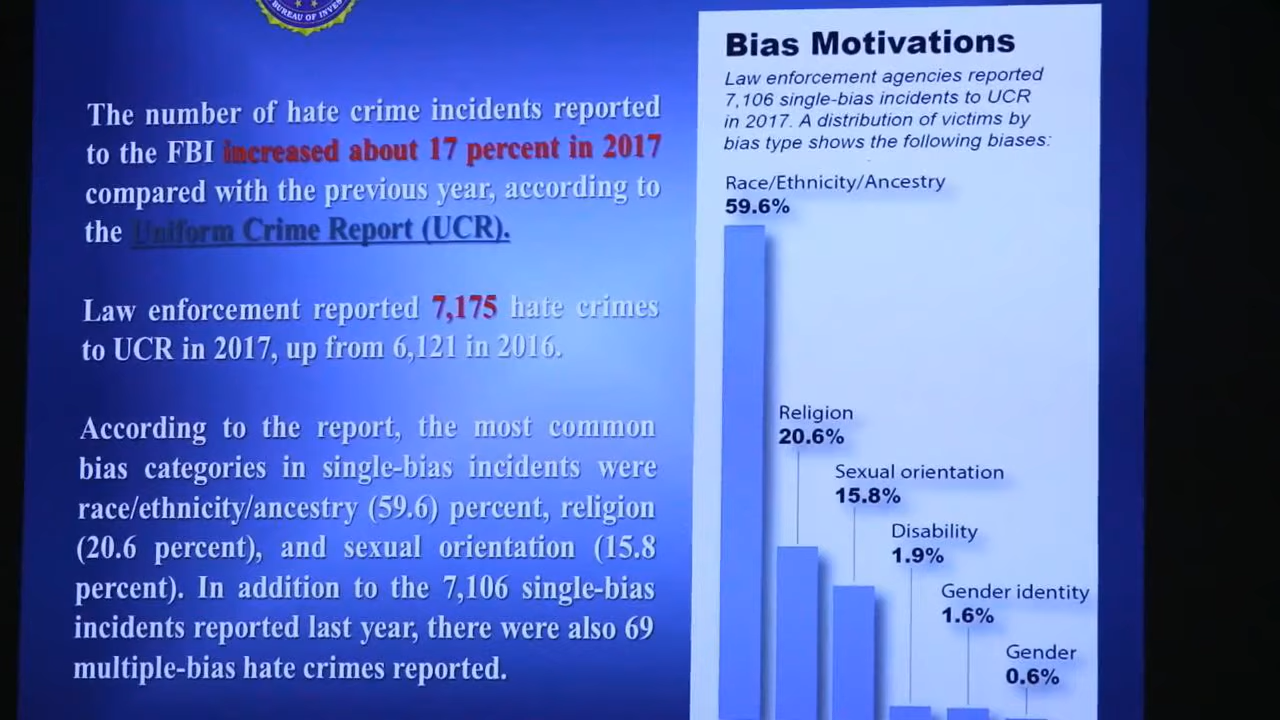 BUREAU OF INVES
The number of hate crime incidents reported
to the FBI increased about 17 percent in 2017
compared with the previous year, according to
the Uniform Crime Report (UCR).
Law enforcement reported 7,175 hate crimes
to UCR in 2017, up from 6,121 in 2016.
According to the report, the most common
bias categories in single-bias incidents were
race/ethnicity/ancestry (59.6) percent, religion
(20.6 percent), and sexual orientation (15.8
percent). In addition to the 7,106 single-bias
incidents reported last year, there were also 69
multiple-bias hate crimes reported.
Bias Motivations
Law enforcement agencies reported
7,106 single-bias incidents to UCR
in 2017. A distribution of victims by
bias type shows the following biases:
Race/Ethnicity/Ancestry
59.6%
Religion
20.6%
Sexual orientation
15.8%
Disability
1.9%
Gender identity
1.6%
Gender
0.6%